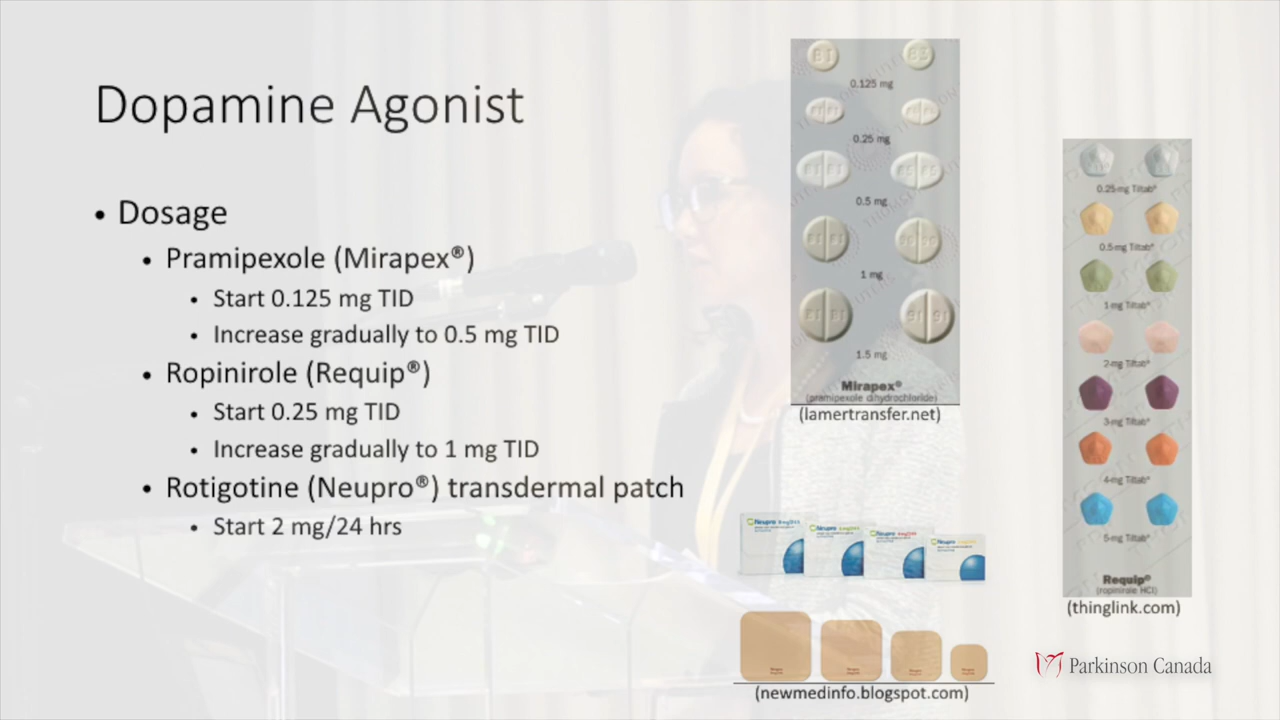 Dopamine Agonist
• Dosage
• Pramipexole (Mirapex®)
• Start 0.125 mg TID
• Increase gradually to 0.5 mg TID
• Ropinirole (Requip®)
• Start 0.25 mg TID
• Increase gradually to 1 mg TID
• Rotigotine (Neupro®) transdermal patch
• Start 2 mg/24 hrs
0.125 mg
0.25 mg
0.5 mg
1 mg
1.5 mg
Mirapex®
(pramipexole dihydrochloride)
(lamertransfer.net)
0.25-mg Tiltab®
0.5-mg Tiltab®
1-mg Tiltab®
2-mg Tiltab®
3-mg Tiltab®
4-mg Tiltab®
5-mg Tiltab®
Requip®
(ropinirole HCl)
(thinglink.com)
Neupro Neupro Neupro Neupro
(newmedinfo.blogspot.com)
Parkinson Canada